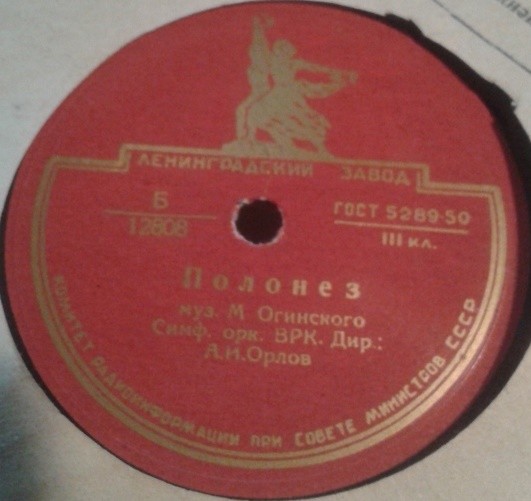 ЛЕНИНГРАДСКИЙ ЗАВОД
Б
12808
ГОСТ 5289-50
III кл.
Полонез
муз. М Огинского
Симф. орк. ВРК. Дир.:
А.И.Орлов
КОМИТЕТ РАДИОИНФОРМАЦИИ ПРИ СОВЕТЕ МИНИСТРОВ СССР